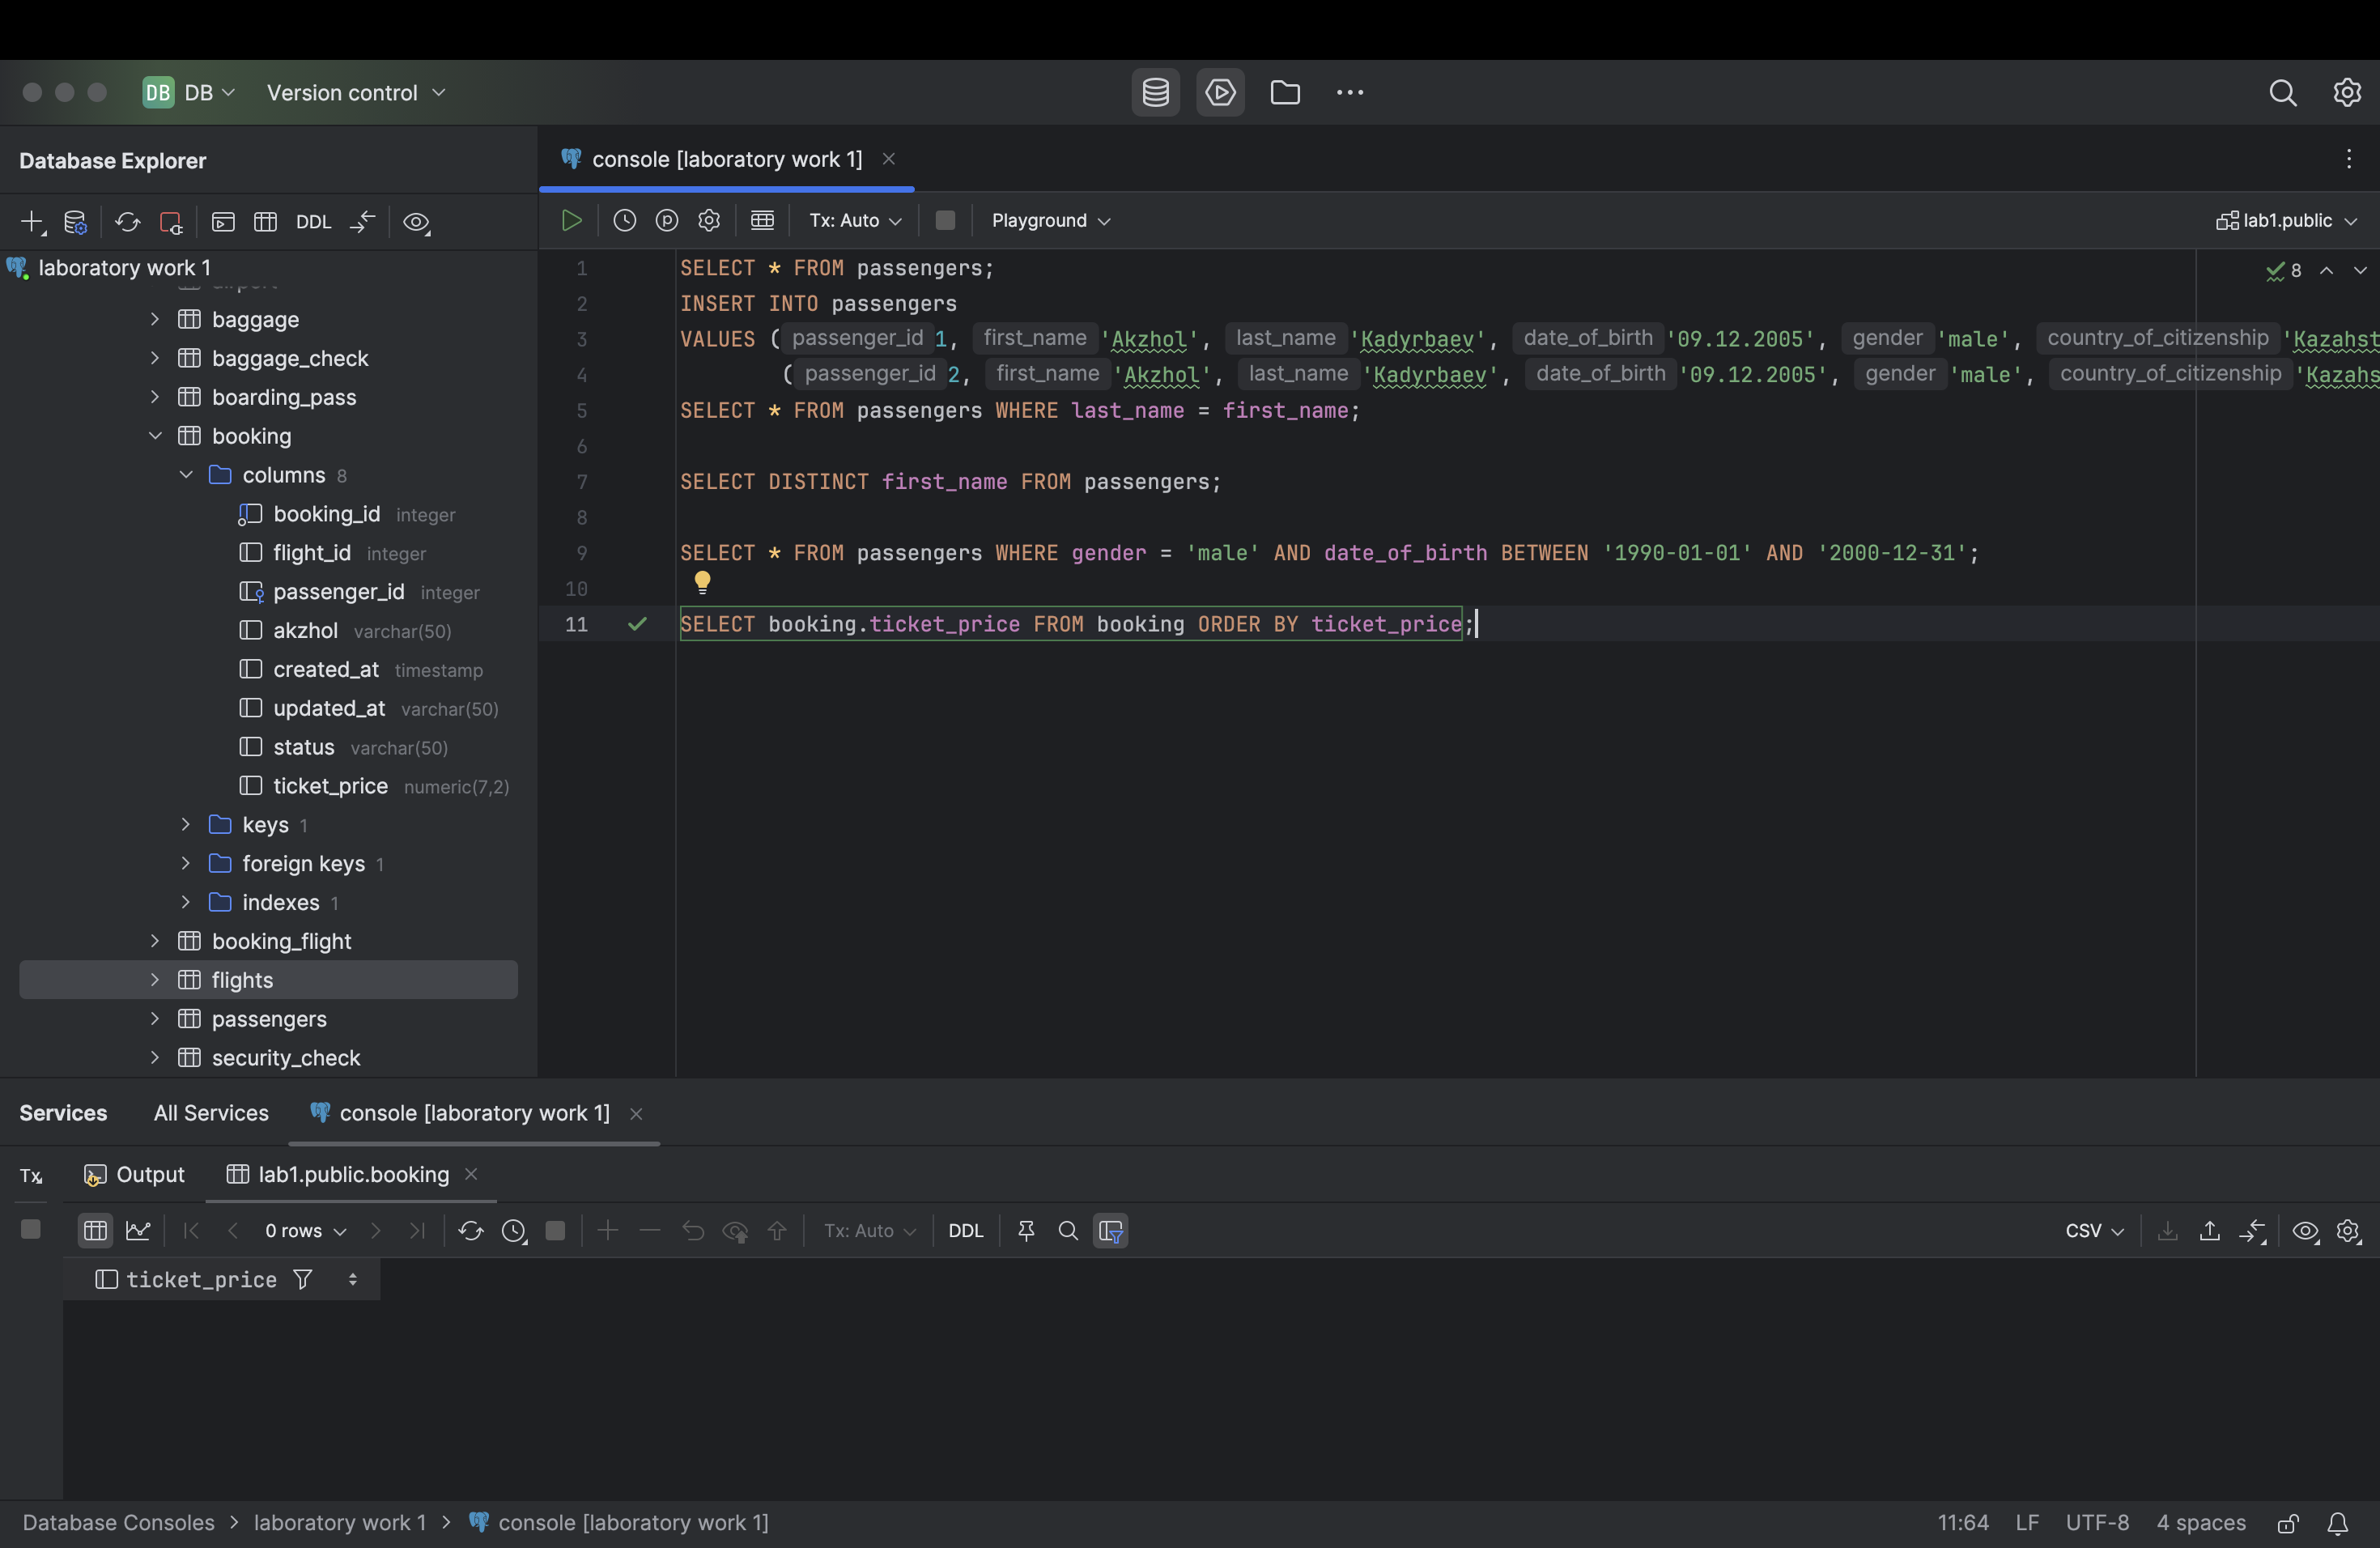 DB DB Version control
Database Explorer
console [laboratory work 1]
DDL
Tx: Auto Playground lab1.public
laboratory work 1
airport
baggage
baggage_check
boarding_pass
booking
columns 8
booking_id integer
flight_id integer
passenger_id integer
akzhol varchar(50)
created_at timestamp
updated_at varchar(50)
status varchar(50)
ticket_price numeric(7,2)
keys 1
foreign keys 1
indexes 1
booking_flight
flights
passengers
security_check
8
1 SELECT * FROM passengers;
2 INSERT INTO passengers
3 VALUES ( passenger_id 1, first_name 'Akzhol', last_name 'Kadyrbaev', date_of_birth '09.12.2005', gender 'male', country_of_citizenship 'Kazahst
4 ( passenger_id 2, first_name 'Akzhol', last_name 'Kadyrbaev', date_of_birth '09.12.2005', gender 'male', country_of_citizenship 'Kazahs
5 SELECT * FROM passengers WHERE last_name = first_name;
6
7 SELECT DISTINCT first_name FROM passengers;
8
9 SELECT * FROM passengers WHERE gender = 'male' AND date_of_birth BETWEEN '1990-01-01' AND '2000-12-31';
10
11 SELECT booking.ticket_price FROM booking ORDER BY ticket_price;
Services All Services console [laboratory work 1]
Tx Output lab1.public.booking
0 rows Tx: Auto DDL CSV
ticket_price
Database Consoles > laboratory work 1 > console [laboratory work 1]
11:64 LF UTF-8 4 spaces